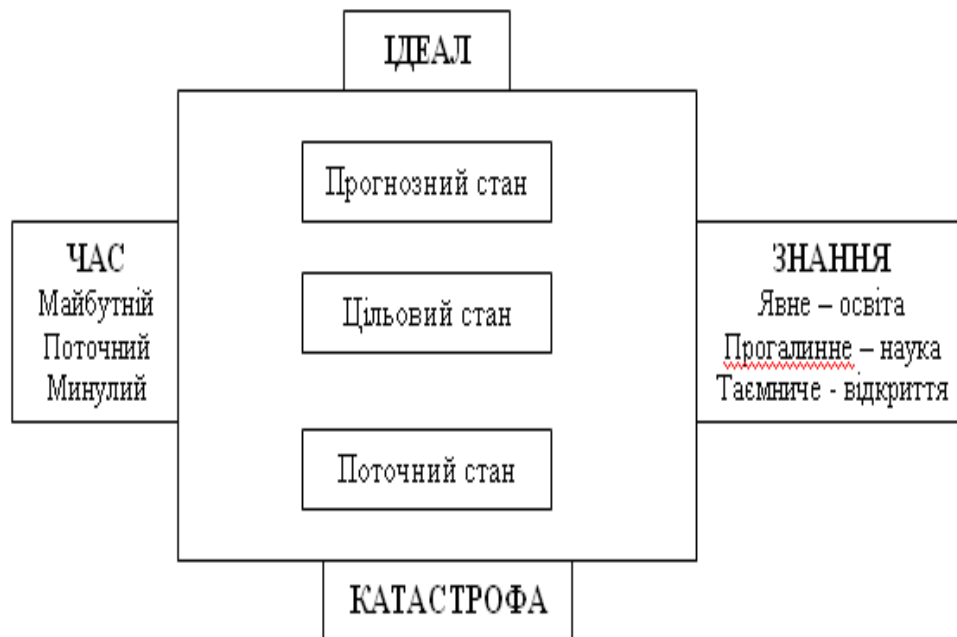 ІДЕАЛ
Прогнозний стан
ЧАС
Майбутній
Поточний
Минулий
Цільовий стан
ЗНАННЯ
Явне – освіта
Прогалинне – наука
Таємниче - відкриття
Поточний стан
КАТАСТРОФА